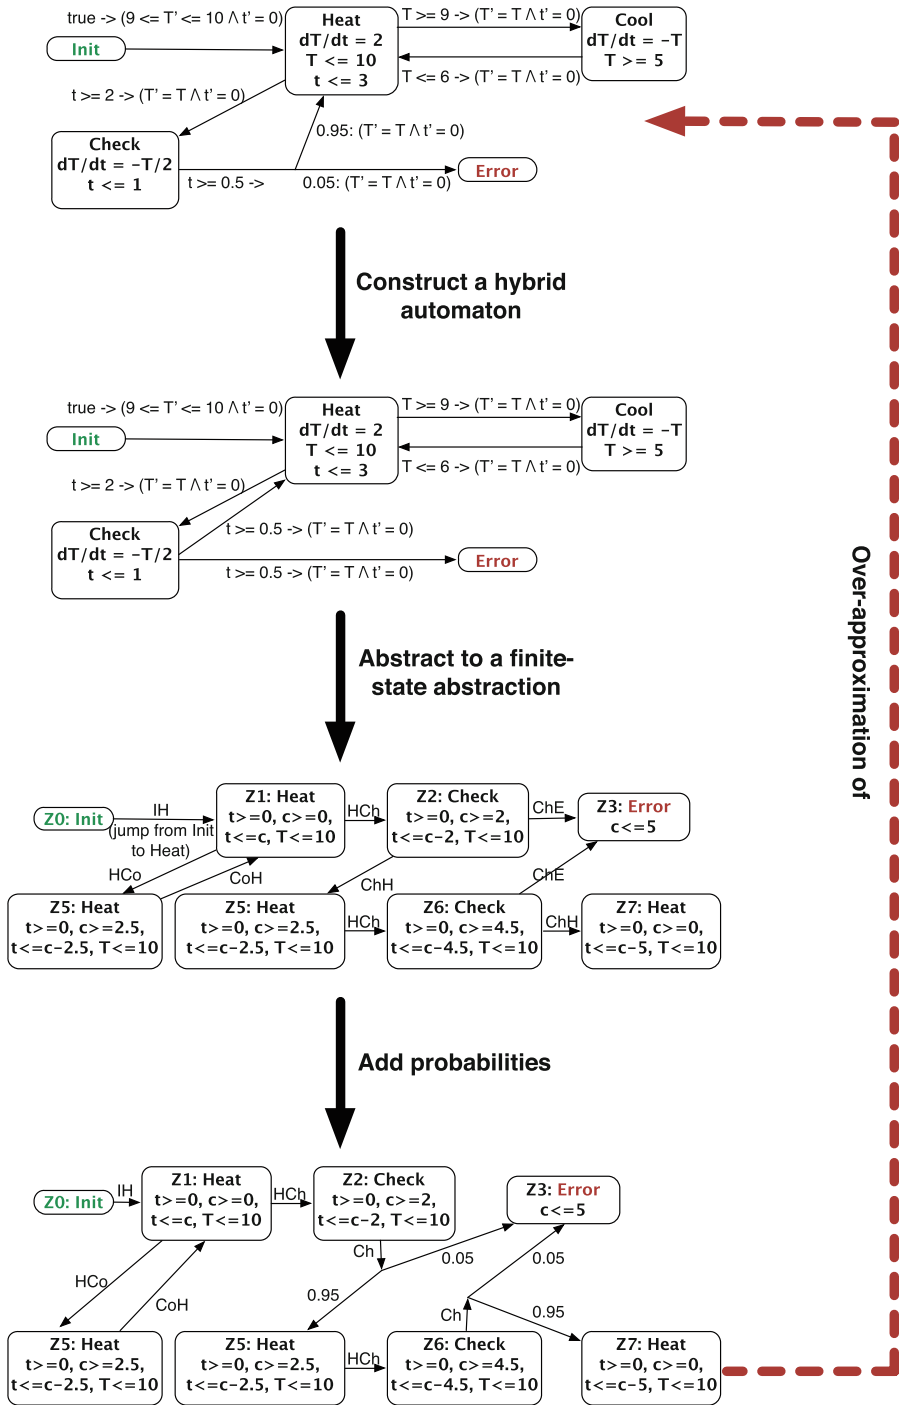 true -> (9 <= T' <= 10 Λ t' = 0)
Init
Heat
dT/dt = 2
T <= 10
t <= 3
T >= 9 -> (T' = T Λ t' = 0)
Cool
dT/dt = -T
T >= 5
T <= 6 -> (T' = T Λ t' = 0)
t >= 2 -> (T' = T Λ t' = 0)
Check
dT/dt = -T/2
t <= 1
0.95: (T' = T Λ t' = 0)
t >= 0.5 ->
0.05: (T' = T Λ t' = 0)
Error
Construct a hybrid
automaton
true -> (9 <= T' <= 10 Λ t' = 0)
Init
Heat
dT/dt = 2
T <= 10
t <= 3
T >= 9 -> (T' = T Λ t' = 0)
Cool
dT/dt = -T
T >= 5
T <= 6 -> (T' = T Λ t' = 0)
t >= 2 -> (T' = T Λ t' = 0)
Check
dT/dt = -T/2
t <= 1
t >= 0.5 -> (T' = T Λ t' = 0)
t >= 0.5 -> (T' = T Λ t' = 0)
Error
Over-approximation of
Abstract to a finite-
state abstraction
Z0: Init
IH
(jump from Init
to Heat)
Z1: Heat
t>=0, c>=0,
t<=c, T<=10
HCh
Z2: Check
t>=0, c>=2,
t<=c-2, T<=10
ChE
Z3: Error
c<=5
HCo
CoH
ChH
ChE
Z5: Heat
t>=0, c>=2.5,
t<=c-2.5, T<=10
Z5: Heat
t>=0, c>=2.5,
t<=c-2.5, T<=10
HCh
Z6: Check
t>=0, c>=4.5,
t<=c-4.5, T<=10
ChH
Z7: Heat
t>=0, c>=0,
t<=c-5, T<=10
Add probabilities
Z0: Init
IH
Z1: Heat
t>=0, c>=0,
t<=c, T<=10
HCh
Z2: Check
t>=0, c>=2,
t<=c-2, T<=10
Z3: Error
c<=5
Ch
0.05
0.05
HCo
CoH
0.95
Ch
0.95
Z5: Heat
t>=0, c>=2.5,
t<=c-2.5, T<=10
Z5: Heat
t>=0, c>=2.5,
t<=c-2.5, T<=10
HCh
Z6: Check
t>=0, c>=4.5,
t<=c-4.5, T<=10
Z7: Heat
t>=0, c>=0,
t<=c-5, T<=10